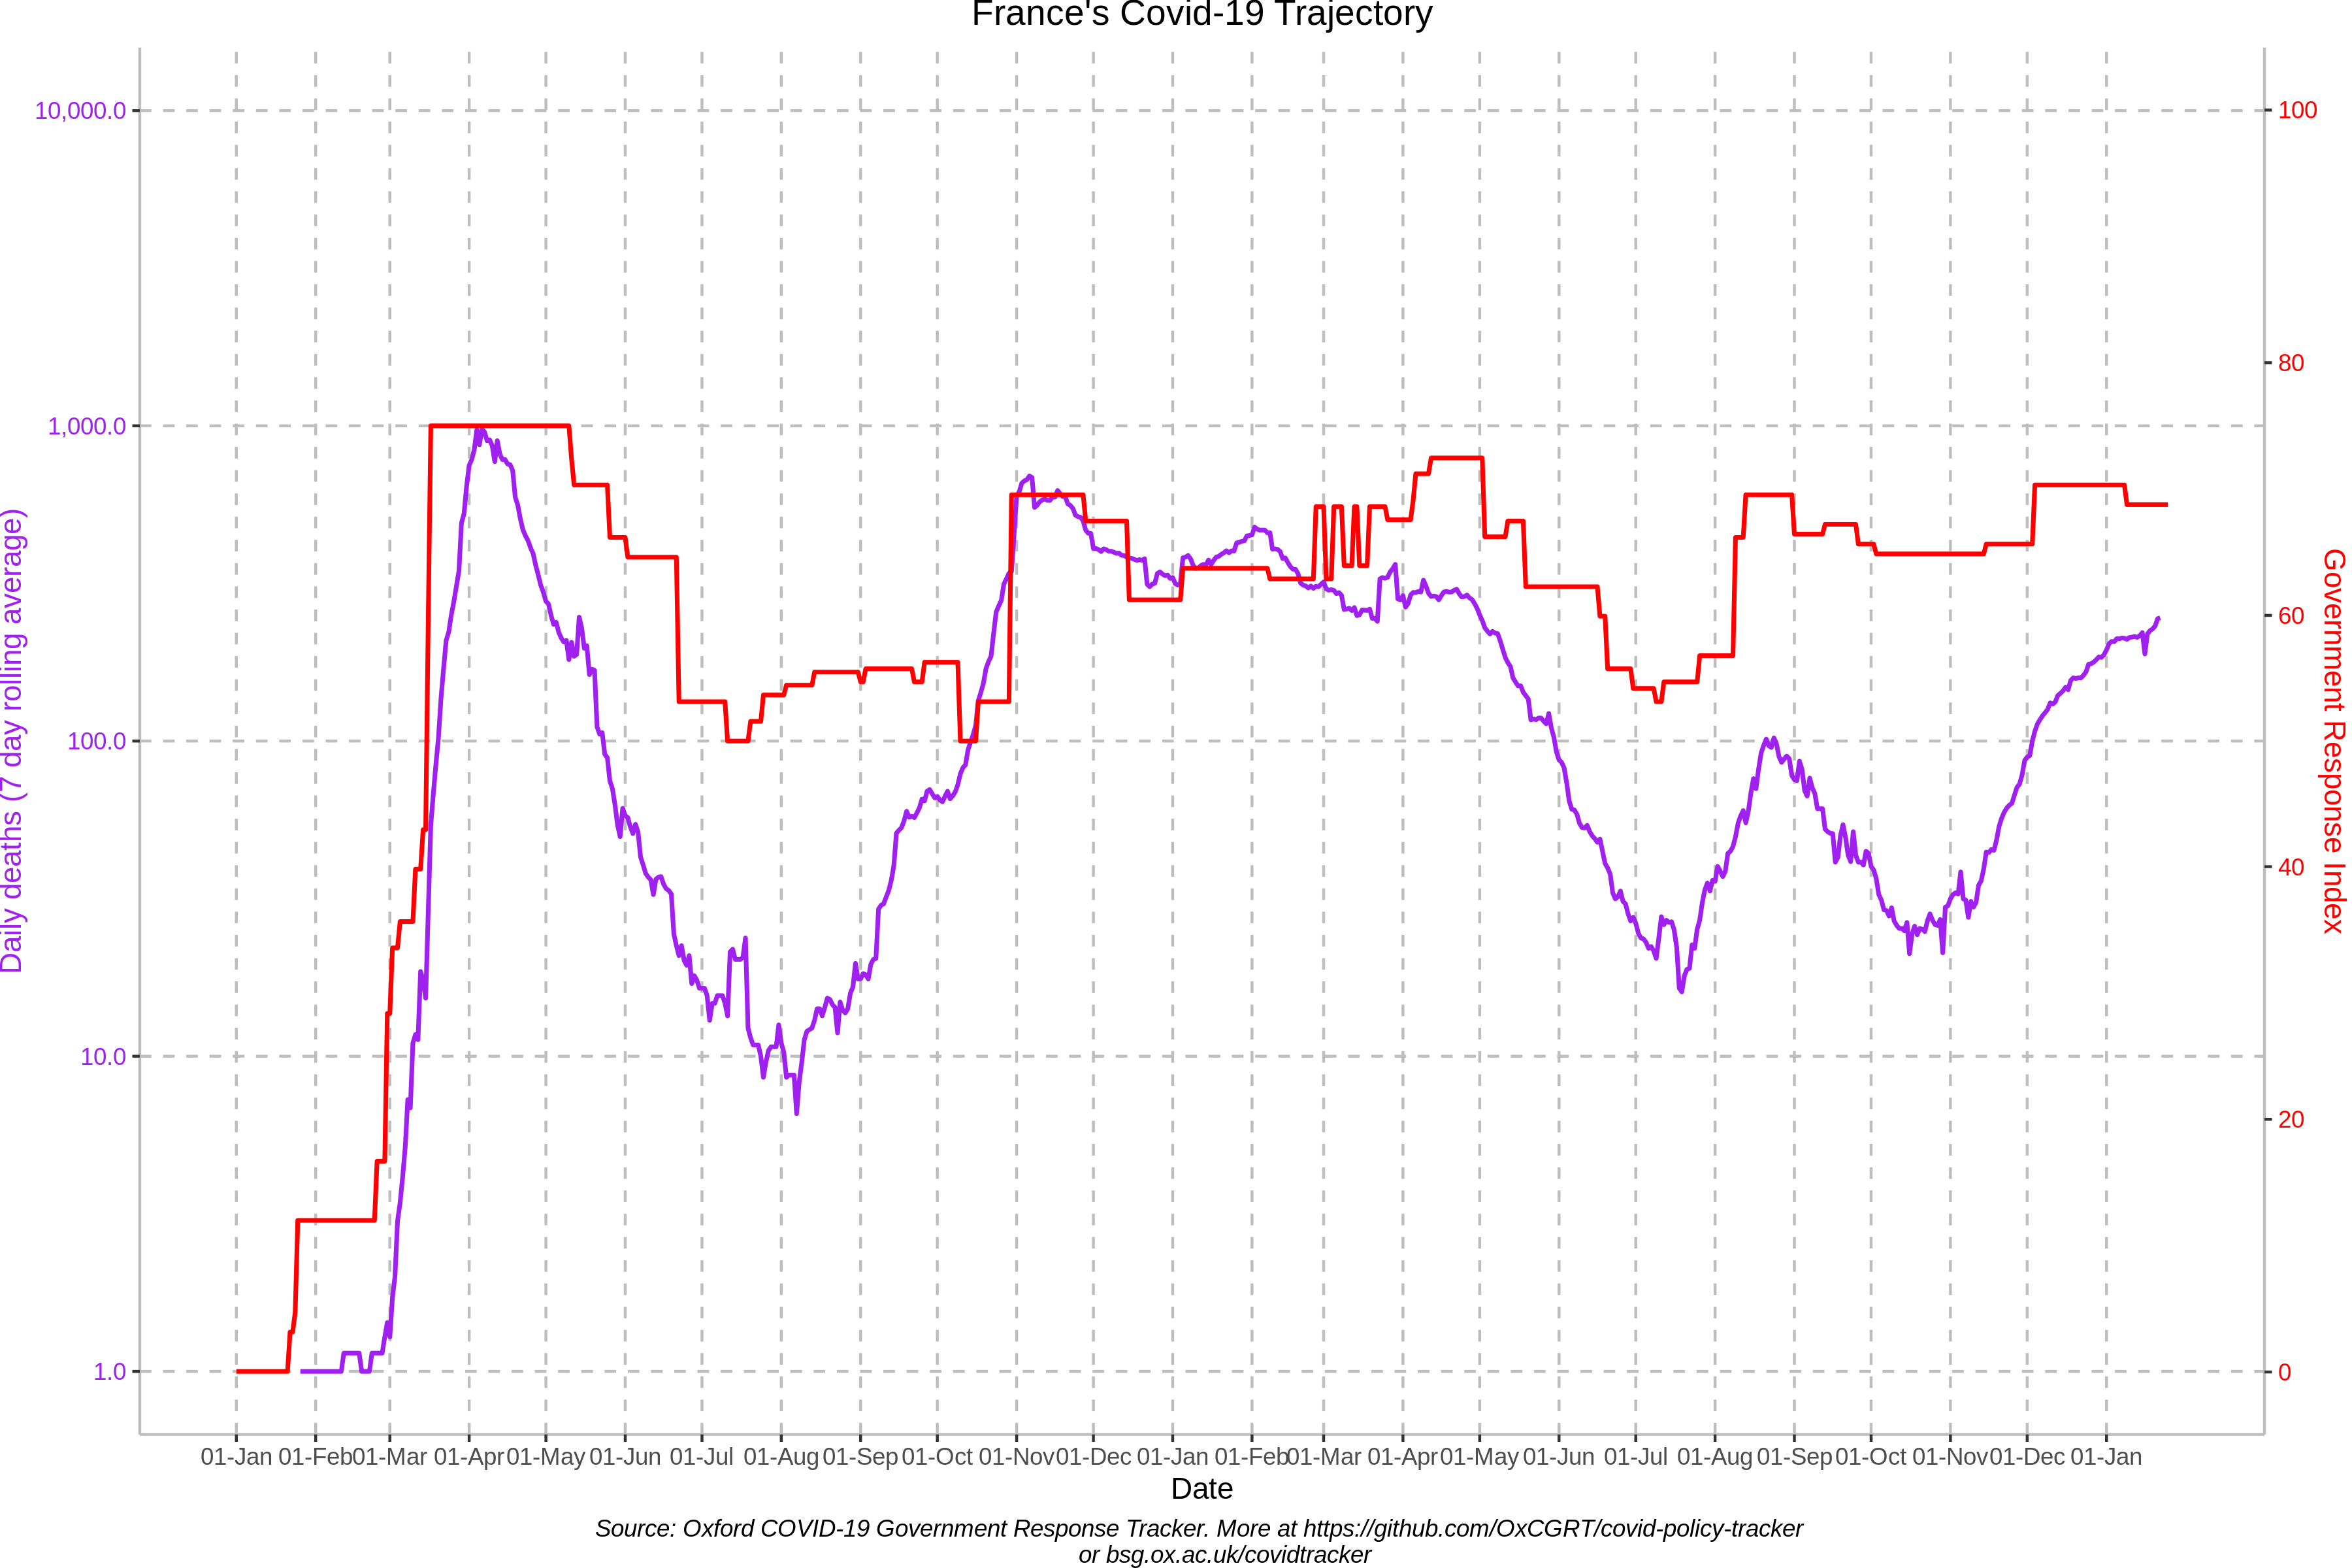 France's Covid-19 Trajectory
10,000.0
1,000.0
100.0
10.0
1.0
Daily deaths (7 day rolling average)
100
80
60
40
20
0
Government Response Index
01-Jan 01-Feb 01-Mar 01-Apr 01-May 01-Jun 01-Jul 01-Aug 01-Sep 01-Oct 01-Nov 01-Dec 01-Jan 01-Feb 01-Mar 01-Apr 01-May 01-Jun 01-Jul 01-Aug 01-Sep 01-Oct 01-Nov 01-Dec 01-Jan
Date
Source: Oxford COVID-19 Government Response Tracker. More at https://github.com/OxCGRT/covid-policy-tracker
or bsg.ox.ac.uk/covidtracker